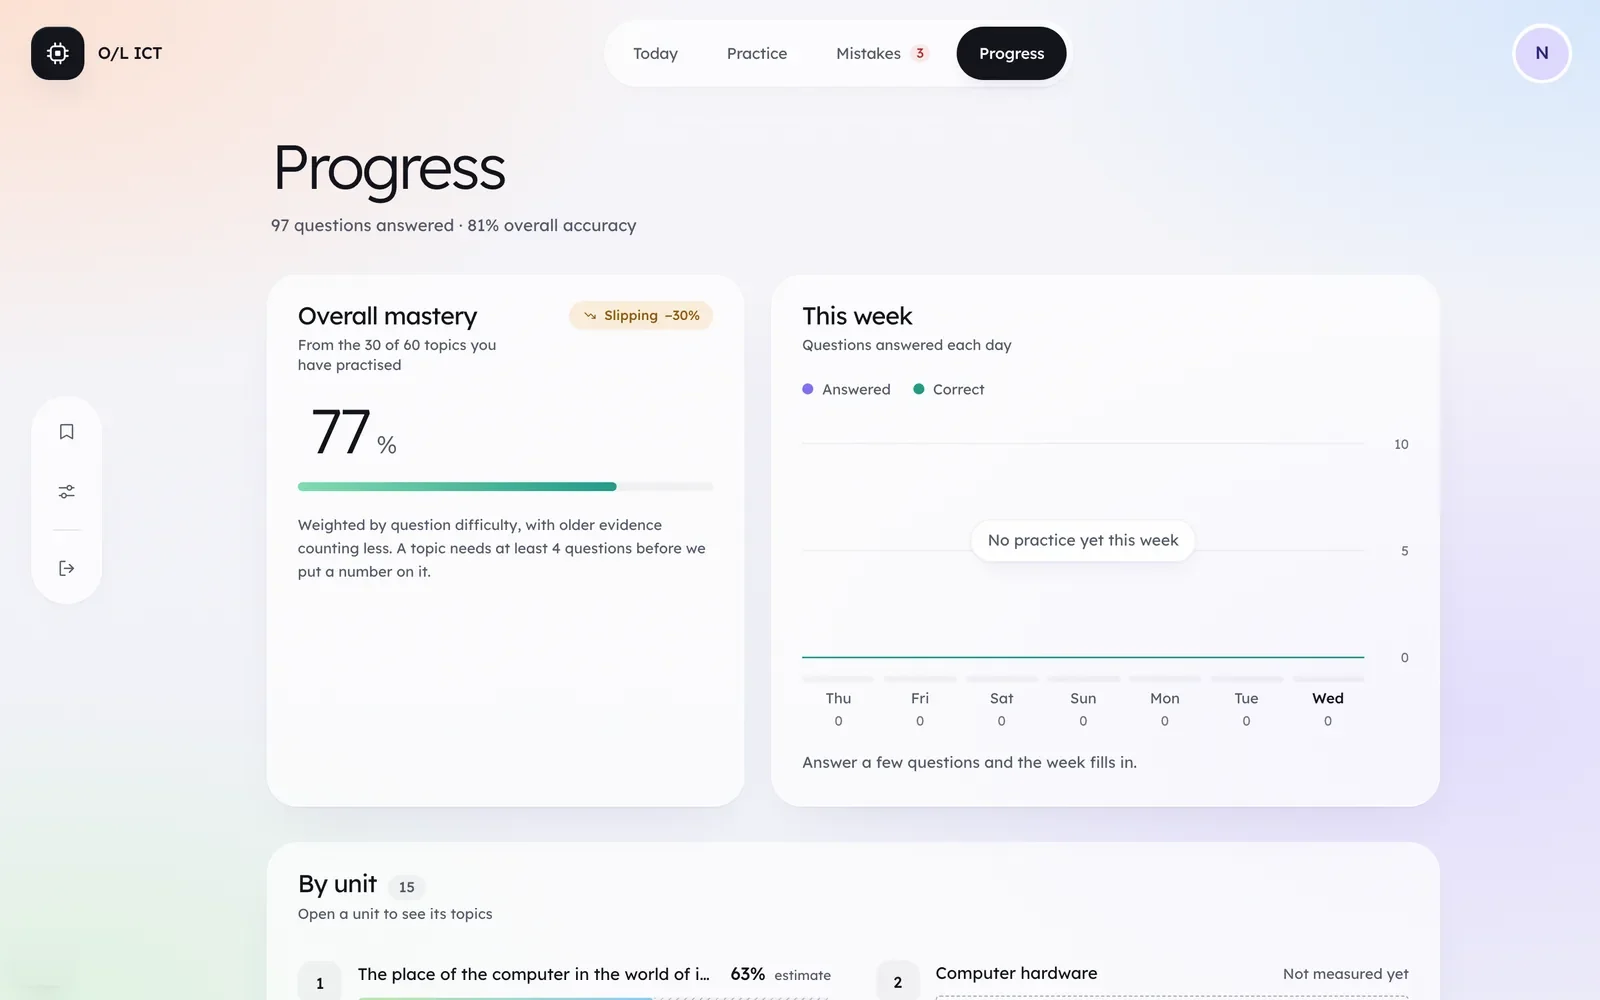 O/L ICT
Today
Practice
Mistakes 3
Progress
N
Progress
97 questions answered · 81% overall accuracy
Overall mastery
Slipping −30%
From the 30 of 60 topics you
have practised
77 %
Weighted by question difficulty, with older evidence
counting less. A topic needs at least 4 questions before we
put a number on it.
This week
Questions answered each day
Answered
Correct
10
No practice yet this week
5
0
Thu Fri Sat Sun Mon Tue Wed
0 0 0 0 0 0 0
Answer a few questions and the week fills in.
By unit 15
Open a unit to see its topics
1 The place of the computer in the world of i… 63% estimate
2 Computer hardware Not measured yet